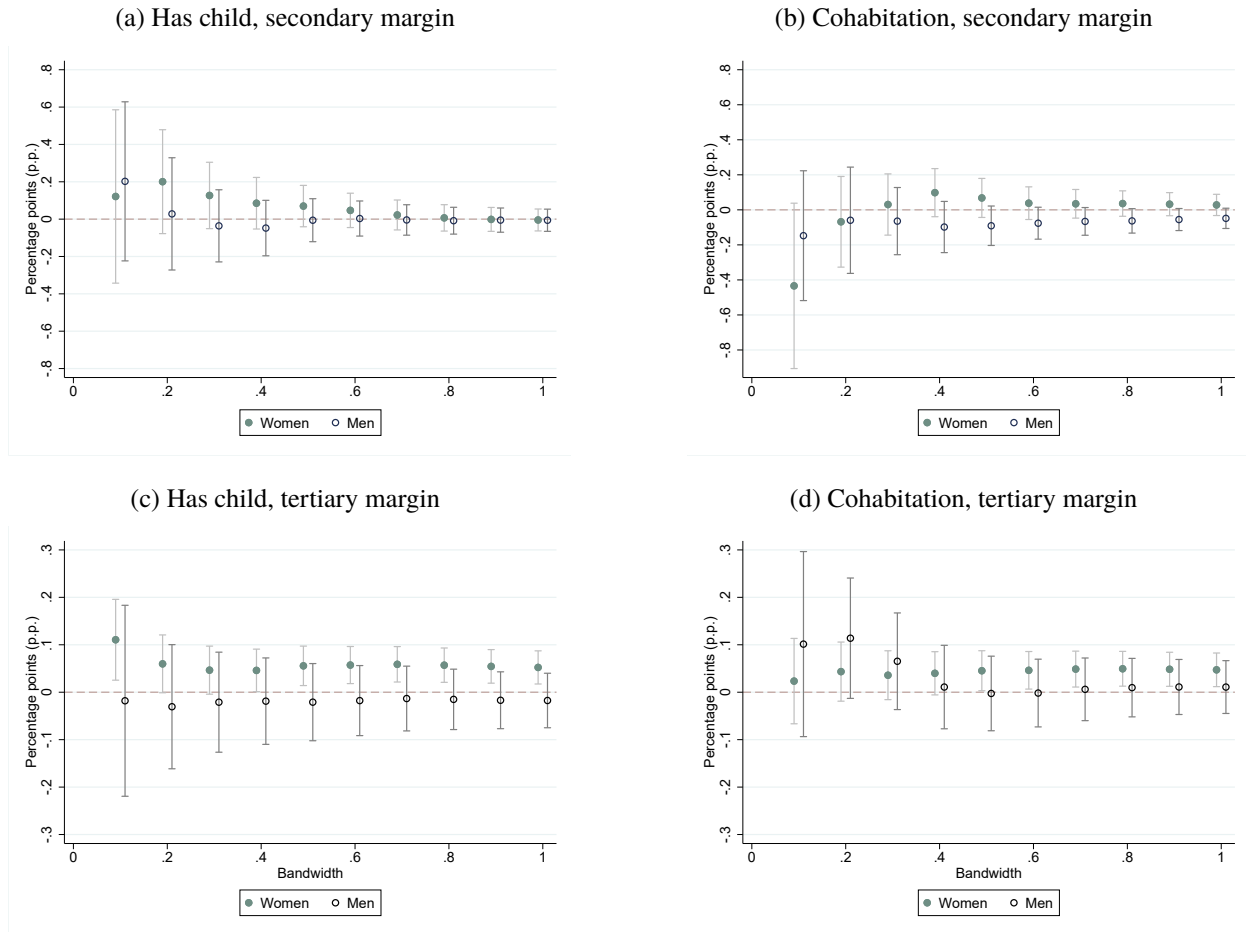 (a) Has child, secondary margin
Percentage points (p.p.)
.8
.6
.4
.2
0
-.2
-.4
-.6
-.8
0 .2 .4 .6 .8 1
Women Men
(b) Cohabitation, secondary margin
Percentage points (p.p.)
.8
.6
.4
.2
0
-.2
-.4
-.6
-.8
0 .2 .4 .6 .8 1
Women Men
(c) Has child, tertiary margin
Percentage points (p.p.)
.3
.2
.1
0
-.1
-.2
-.3
0 .2 .4 .6 .8 1
Bandwidth
Women Men
(d) Cohabitation, tertiary margin
Percentage points (p.p.)
.3
.2
.1
0
-.1
-.2
-.3
0 .2 .4 .6 .8 1
Bandwidth
Women Men